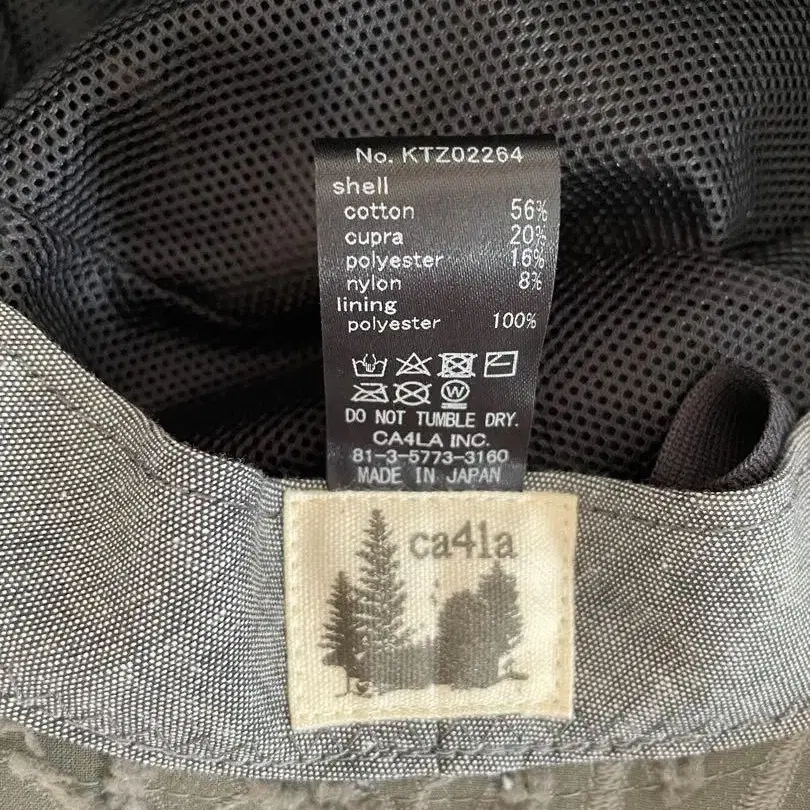 No. KTZ02264
shell
cotton 56%
cupra 20%
polyester 16%
nylon 8%
lining
polyester 100%
W
DO NOT TUMBLE DRY.
CA4LA INC.
81-3-5773-3160
MADE IN JAPAN
ca4la